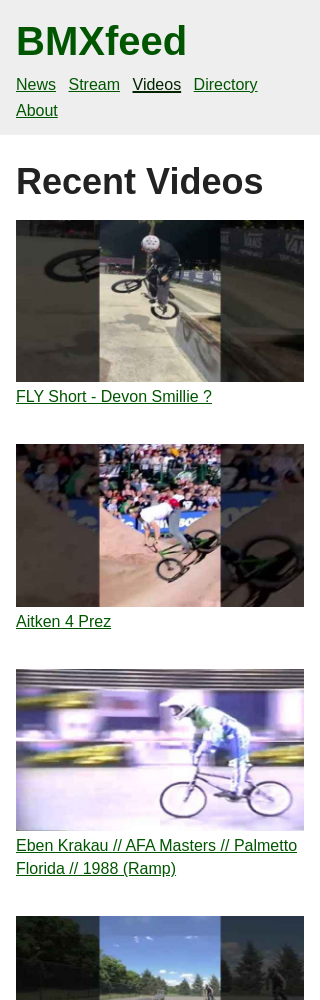 BMXfeed
News Stream Videos Directory
About
Recent Videos
VANS
FLY Short - Devon Smillie ?
Aitken 4 Prez
Eben Krakau // AFA Masters // Palmetto
Florida // 1988 (Ramp)